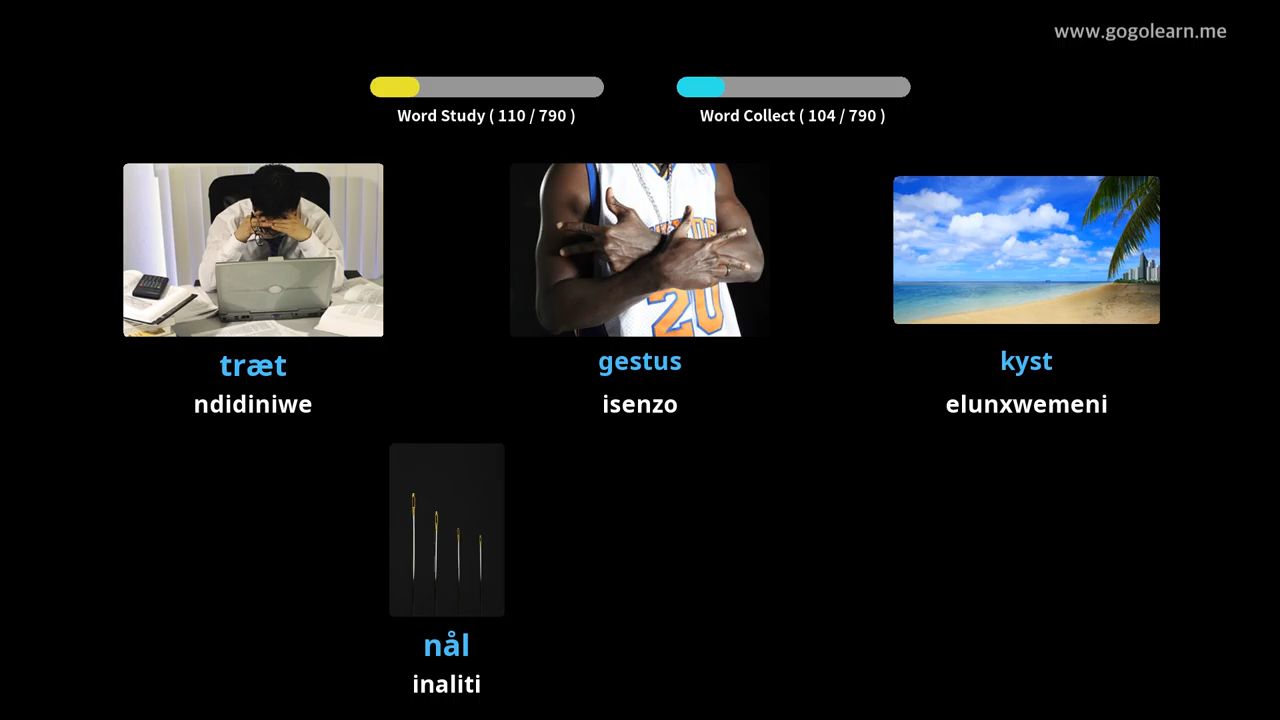 www.gogolearn.me
Word Study ( 110 / 790 )
Word Collect ( 104 / 790 )
20
træt
gestus
kyst
ndidiniwe
isenzo
elunxwemeni
nål
inaliti